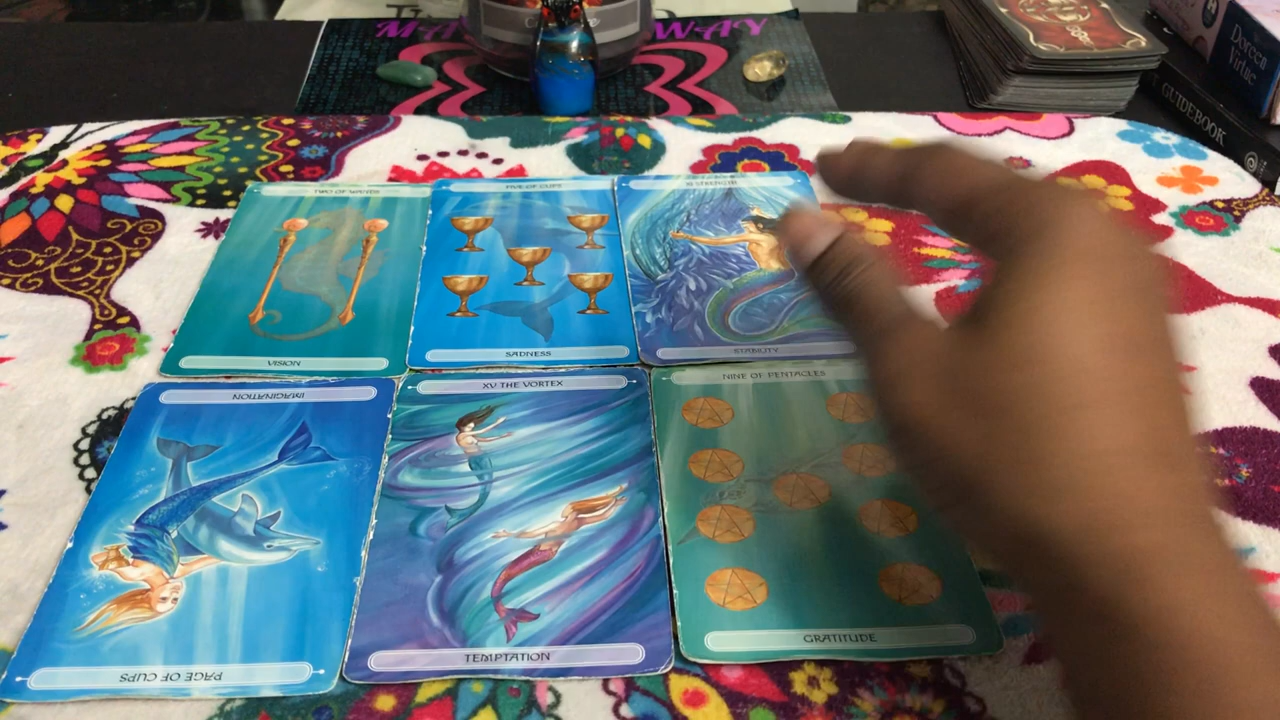 WAY
Doreen
Virtue
GUIDEBOOK
TWO OF WANDS
FIVE OF CUPS
STRENGTH
VISION
SADNESS
STABILITY
IMAGINATION
XV THE VORTEX
NINE OF PENTACLES
PAGE OF CUPS
TEMPTATION
GRATITUDE